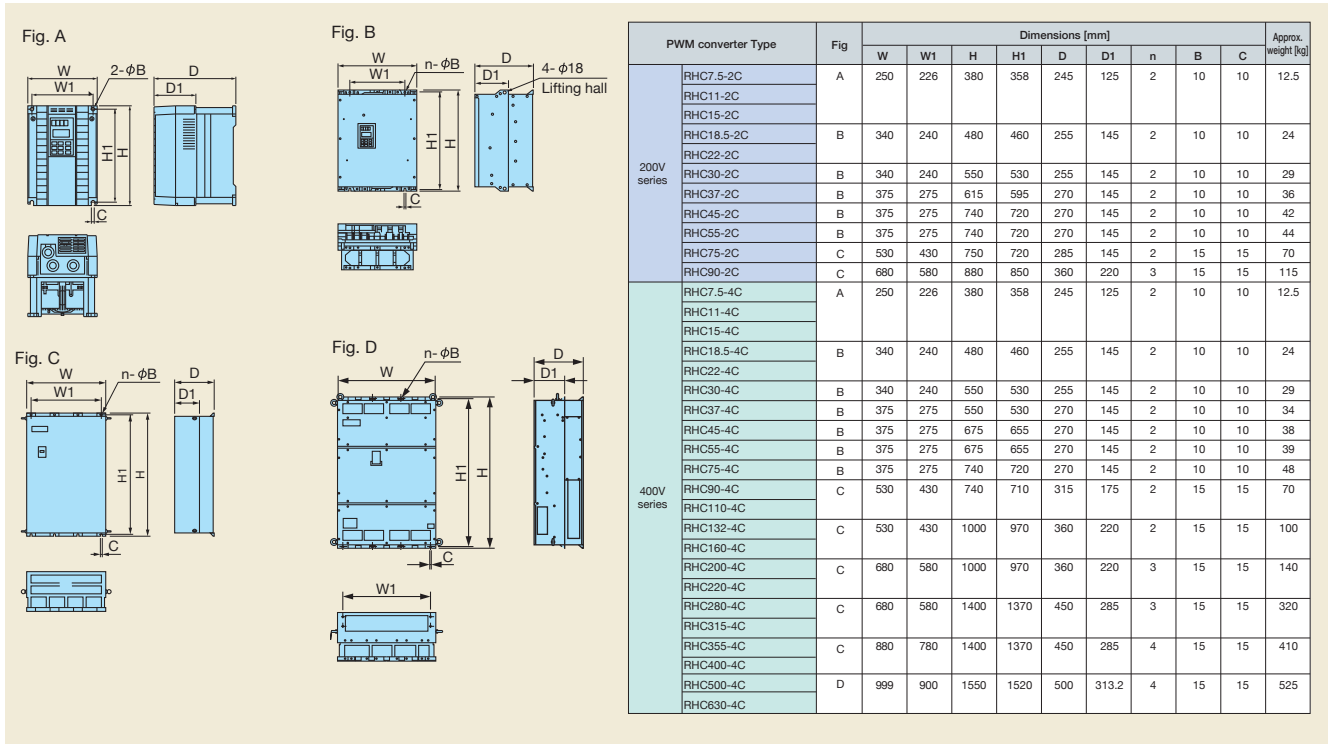 Fig. A
W
W1
2-φB
D
D1
H1
H
C
Fig. B
W
W1
n-φB
D
D1
4-φ18
Lifting hall
H1
H
C
Fig. C
W
W1
n-φB
D
D1
H1
H
C
Fig. D
n-φB
W
D
D1
H1
H
C
W1
PWM converter Type Fig Dimensions [mm] Approx. weight [kg]
W W1 H H1 D D1 n B C
200V series
RHC7.5-2C A 250 226 380 358 245 125 2 10 10 12.5
RHC11-2C
RHC15-2C
RHC18.5-2C B 340 240 480 460 255 145 2 10 10 24
RHC22-2C
RHC30-2C B 340 240 550 530 255 145 2 10 10 29
RHC37-2C B 375 275 615 595 270 145 2 10 10 36
RHC45-2C B 375 275 740 720 270 145 2 10 10 42
RHC55-2C B 375 275 740 720 270 145 2 10 10 44
RHC75-2C C 530 430 750 720 285 145 2 15 15 70
RHC90-2C C 680 580 880 850 360 220 3 15 15 115
400V series
RHC7.5-4C A 250 226 380 358 245 125 2 10 10 12.5
RHC11-4C
RHC15-4C
RHC18.5-4C B 340 240 480 460 255 145 2 10 10 24
RHC22-4C
RHC30-4C B 340 240 550 530 255 145 2 10 10 29
RHC37-4C B 375 275 550 530 270 145 2 10 10 34
RHC45-4C B 375 275 675 655 270 145 2 10 10 38
RHC55-4C B 375 275 675 655 270 145 2 10 10 39
RHC75-4C B 375 275 740 720 270 145 2 10 10 48
RHC90-4C C 530 430 740 710 315 175 2 15 15 70
RHC110-4C
RHC132-4C C 530 430 1000 970 360 220 2 15 15 100
RHC160-4C
RHC200-4C C 680 580 1000 970 360 220 3 15 15 140
RHC220-4C
RHC280-4C C 680 580 1400 1370 450 285 3 15 15 320
RHC315-4C
RHC355-4C C 880 780 1400 1370 450 285 4 15 15 410
RHC400-4C
RHC500-4C D 999 900 1550 1520 500 313.2 4 15 15 525
RHC630-4C